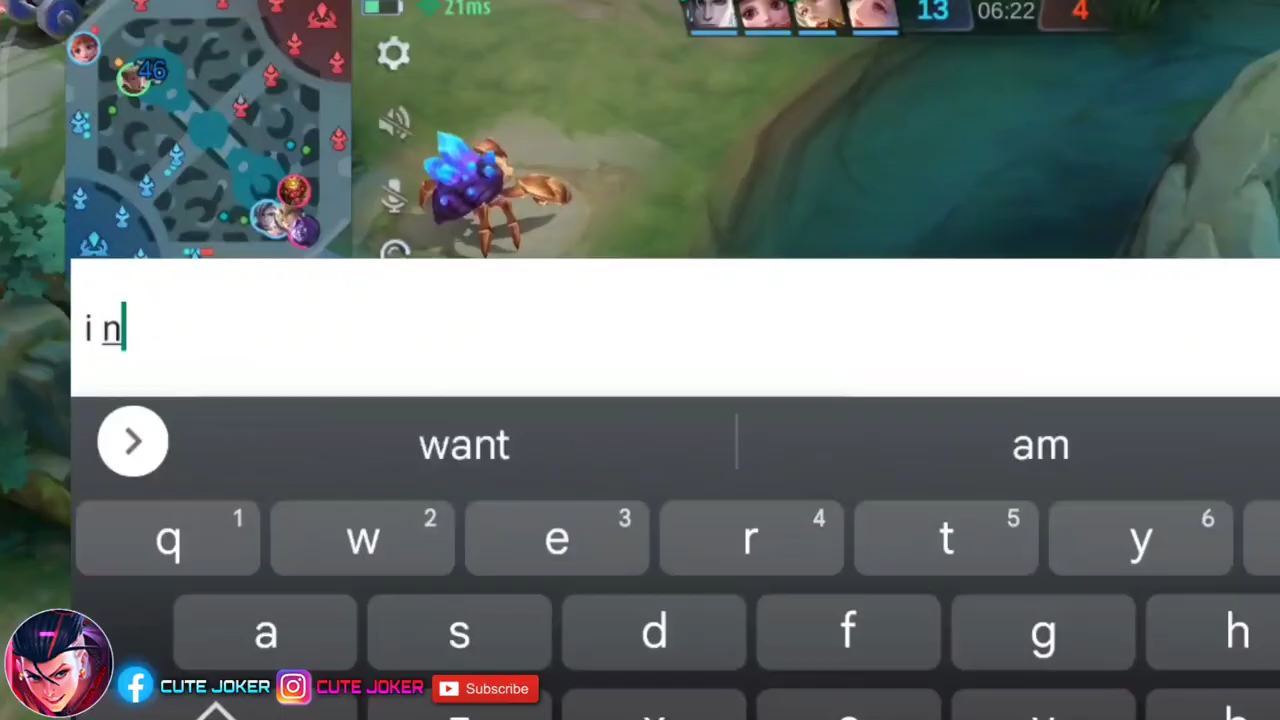 21ms
13 06:22 4
46
i n
want am
q 1 w 2 e 3 r 4 t 5 y 6
a s d f g h
CUTE JOKER CUTE JOKER Subscribe